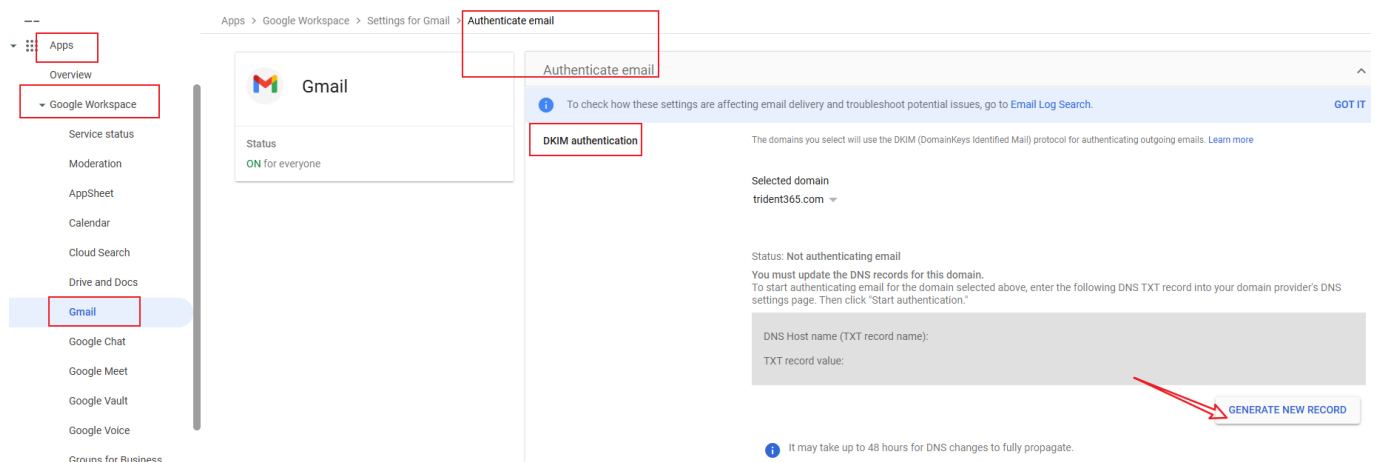 Apps > Google Workspace > Settings for Gmail > Authenticate email
Apps
Overview
Google Workspace
Service status
Moderation
AppSheet
Calendar
Cloud Search
Drive and Docs
Gmail
Google Chat
Google Meet
Google Vault
Google Voice
Groups for Business
Gmail
Status
ON for everyone
Authenticate email
To check how these settings are affecting email delivery and troubleshoot potential issues, go to Email Log Search.
GOT IT
DKIM authentication
The domains you select will use the DKIM (DomainKeys Identified Mail) protocol for authenticating outgoing emails. Learn more
Selected domain
trident365.com
Status: Not authenticating email
You must update the DNS records for this domain.
To start authenticating email for the domain selected above, enter the following DNS TXT record into your domain provider's DNS
settings page. Then click "Start authentication."
DNS Host name (TXT record name):
TXT record value:
GENERATE NEW RECORD
It may take up to 48 hours for DNS changes to fully propagate.